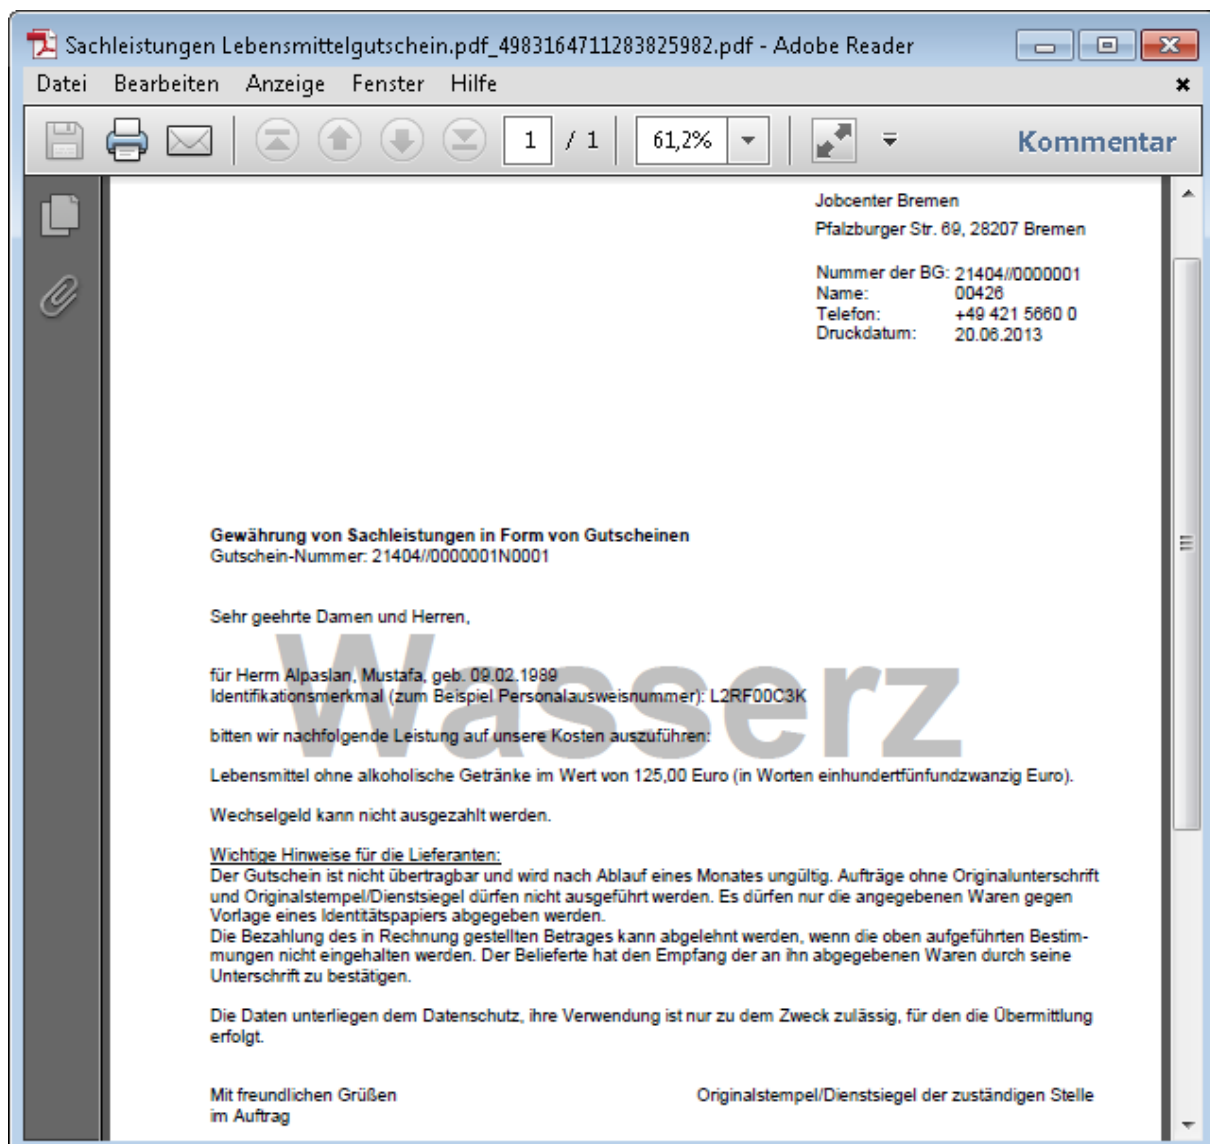 Sachleistungen Lebensmittelgutschein.pdf_4983164711283825982.pdf - Adobe Reader
Datei Bearbeiten Anzeige Fenster Hilfe
1 / 1 61,2% Kommentar
Jobcenter Bremen
Pfalzburger Str. 69, 28207 Bremen
Nummer der BG: 21404//0000001
Name: 00426
Telefon: +49 421 5660 0
Druckdatum: 20.06.2013
Gewährung von Sachleistungen in Form von Gutscheinen
Gutschein-Nummer: 21404//0000001N0001
Sehr geehrte Damen und Herren,
Wasserz
für Herrn Alpaslan, Mustafa, geb. 09.02.1989
Identifikationsmerkmal (zum Beispiel Personalausweisnummer): L2RF00C3K
bitten wir nachfolgende Leistung auf unsere Kosten auszuführen:
Lebensmittel ohne alkoholische Getränke im Wert von 125,00 Euro (in Worten einhundertfünfundzwanzig Euro).
Wechselgeld kann nicht ausgezahlt werden.
Wichtige Hinweise für die Lieferanten:
Der Gutschein ist nicht übertragbar und wird nach Ablauf eines Monates ungültig. Aufträge ohne Originalunterschrift
und Originalstempel/Dienstsiegel dürfen nicht ausgeführt werden. Es dürfen nur die angegebenen Waren gegen
Vorlage eines Identitätspapiers abgegeben werden.
Die Bezahlung des in Rechnung gestellten Betrages kann abgelehnt werden, wenn die oben aufgeführten Bestim-
mungen nicht eingehalten werden. Der Belieferte hat den Empfang der an ihn abgegebenen Waren durch seine
Unterschrift zu bestätigen.
Die Daten unterliegen dem Datenschutz, ihre Verwendung ist nur zu dem Zweck zulässig, für den die Übermittlung
erfolgt.
Mit freundlichen Grüßen Originalstempel/Dienstsiegel der zuständigen Stelle
im Auftrag